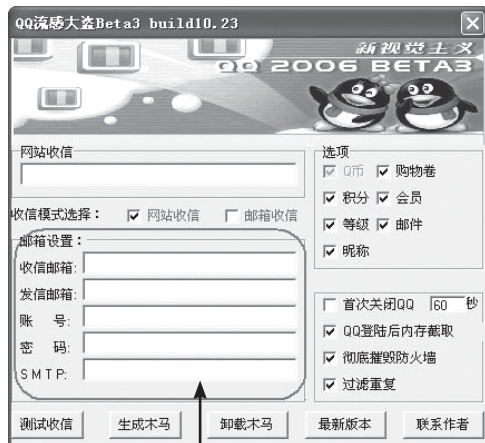 QQ流感大盗Beta3 build10.23
新视觉主义
QQ 2006 BETA3
网站收信
收信模式选择： 网站收信 邮箱收信
邮箱设置：
收信邮箱:
发信邮箱:
账 号:
密 码:
SMTP:
选项
Q币 购物卷
积分 会员
等级 邮件
昵称
首次关闭QQ 60 秒
QQ登陆后内存截取
彻底摧毁防火墙
过滤重复
测试收信 生成木马 卸载木马 最新版本 联系作者